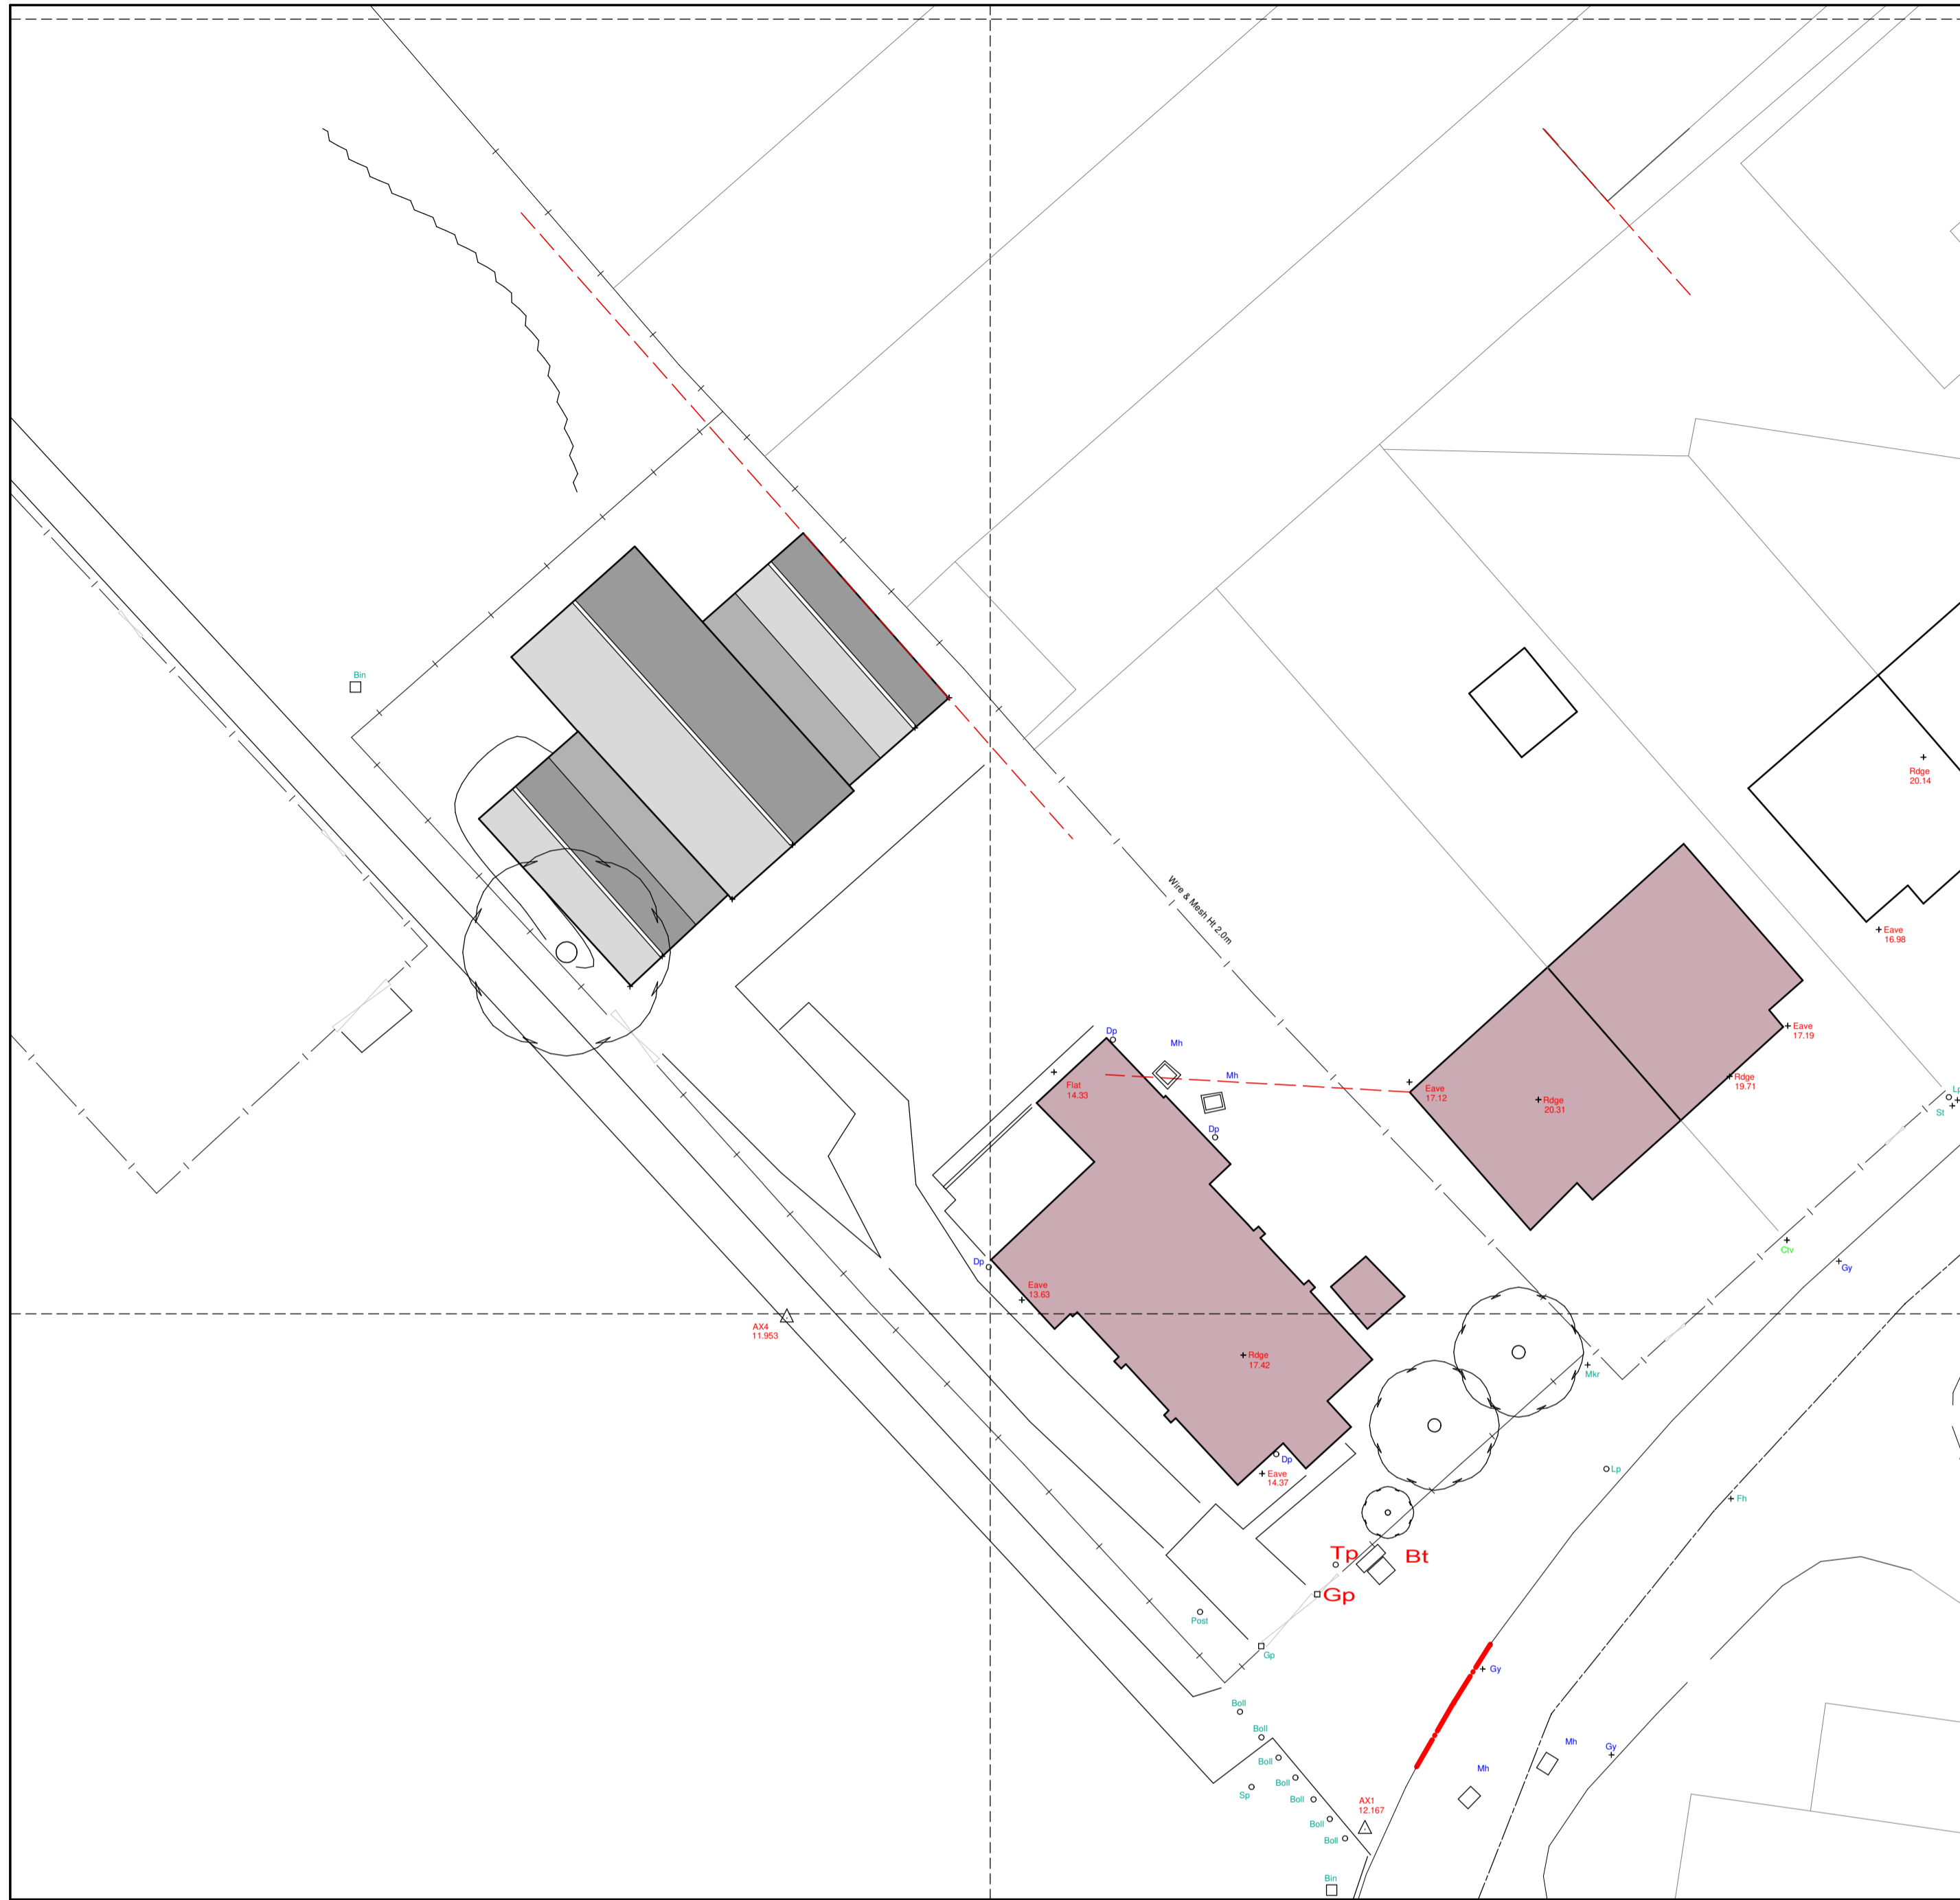 Bin
Wire & Mesh Ht 2.0m
Rdge
20.14
Eave
16.98
Dp
Mh
Mh
Flat
14.33
Dp
Eave
17.12
Rdge
20.31
Eave
17.19
Rdge
19.71
Lp
St
Dp
Eave
13.63
Ctv
Gy
AX4
11.953
Rdge
17.42
Mkr
Dp
Eave
14.37
Lp
Fh
Tp
Bt
Gp
Post
Gp
Gy
Boll
Boll
Boll
Boll
Sp
Boll
Boll
Boll
AX1
12.167
Mh
Mh
Gy
Bin